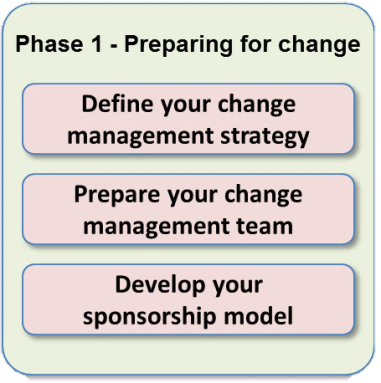 Phase 1 - Preparing for change
Define your change
management strategy
Prepare your change
management team
Develop your
sponsorship model